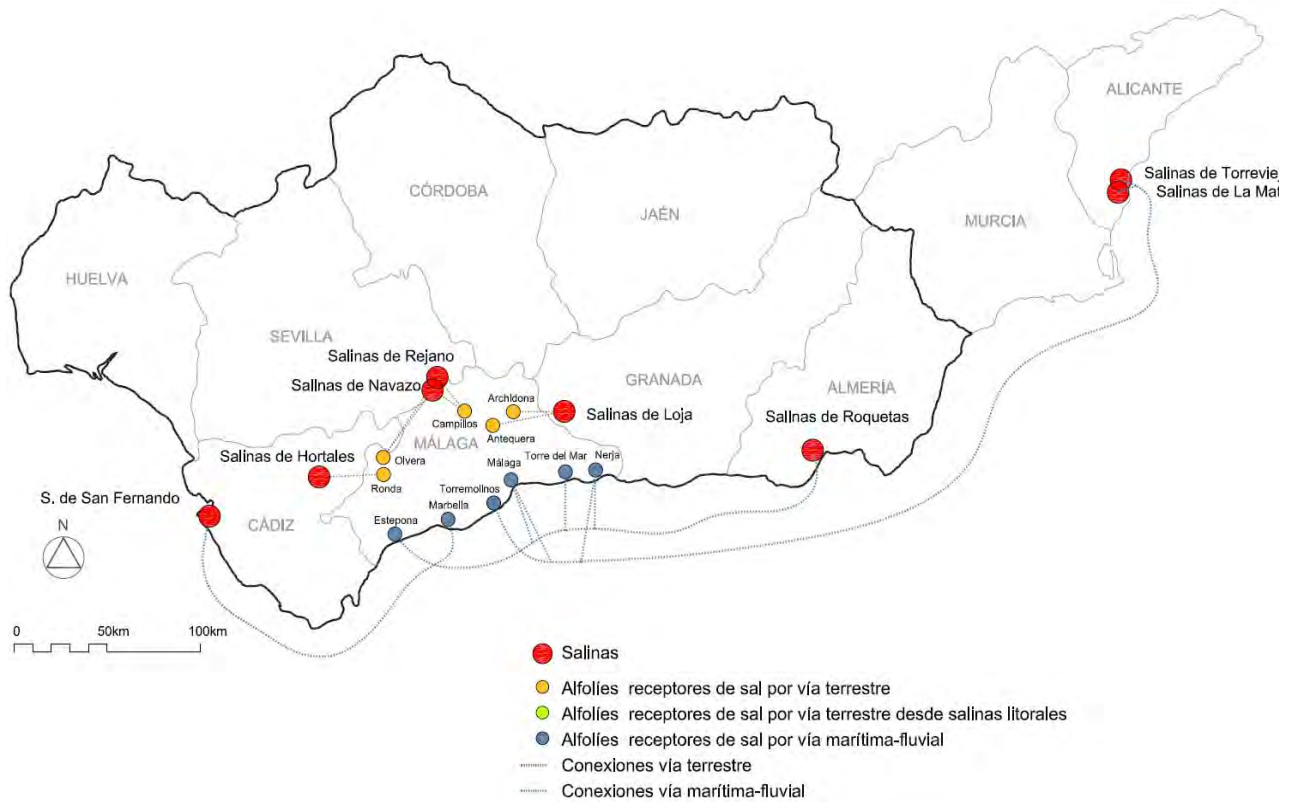 ALICANTE
Salinas de Torreviej
Salinas de La Mat
CÓRDOBA
JAÉN
MURCIA
HUELVA
SEVILLA
Salinas de Rejano
Salinas de Navazo
GRANADA
ALMERÍA
Archidona
Salinas de Loja
Campillos
Antequera
Salinas de Roquetas
MÁLAGA
Olvera
Salinas de Hortales
Ronda
Málaga
Torre del Mar
Nerja
Torremolinos
Marbella
Estepona
S. de San Fernando
CÁDIZ
N
0 50km 100km
Salinas
Alfolíes receptores de sal por vía terrestre
Alfolíes receptores de sal por vía terrestre desde salinas litorales
Alfolíes receptores de sal por vía marítima-fluvial
Conexiones vía terrestre
Conexiones vía marítima-fluvial